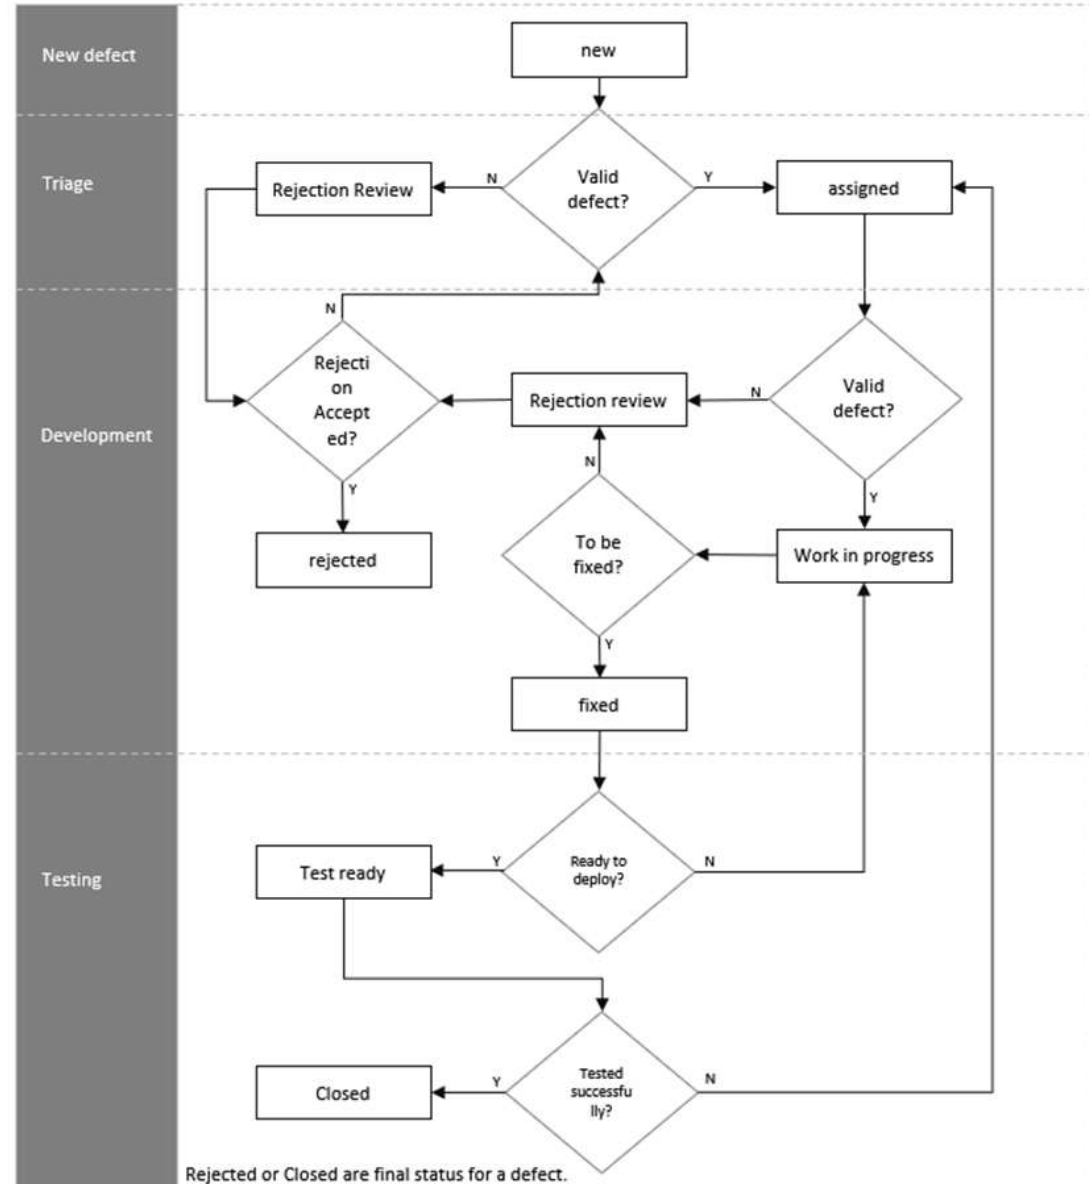 New defect
new
Triage
Rejection Review
N
Valid
defect?
Y
assigned
Development
N
Rejecti
on
Accept
ed?
Y
rejected
Rejection review
N
Valid
defect?
Y
N
To be
fixed?
Work in progress
Y
fixed
Testing
Test ready
Y
Ready to
deploy?
N
Closed
Y
Tested
successfu
lly?
N
Rejected or Closed are final status for a defect.